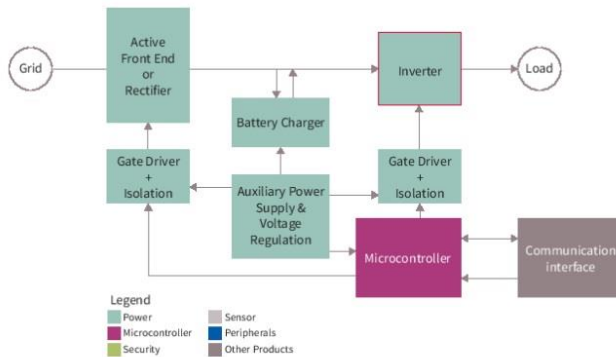 Grid
Active
Front End
or
Rectifier
Inverter
Load
Battery Charger
Gate Driver
+
Isolation
Auxiliary Power
Supply &
Voltage
Regulation
Gate Driver
+
Isolation
Microcontroller
Communication
interface
Legend
Power
Sensor
Microcontroller
Peripherals
Security
Other Products